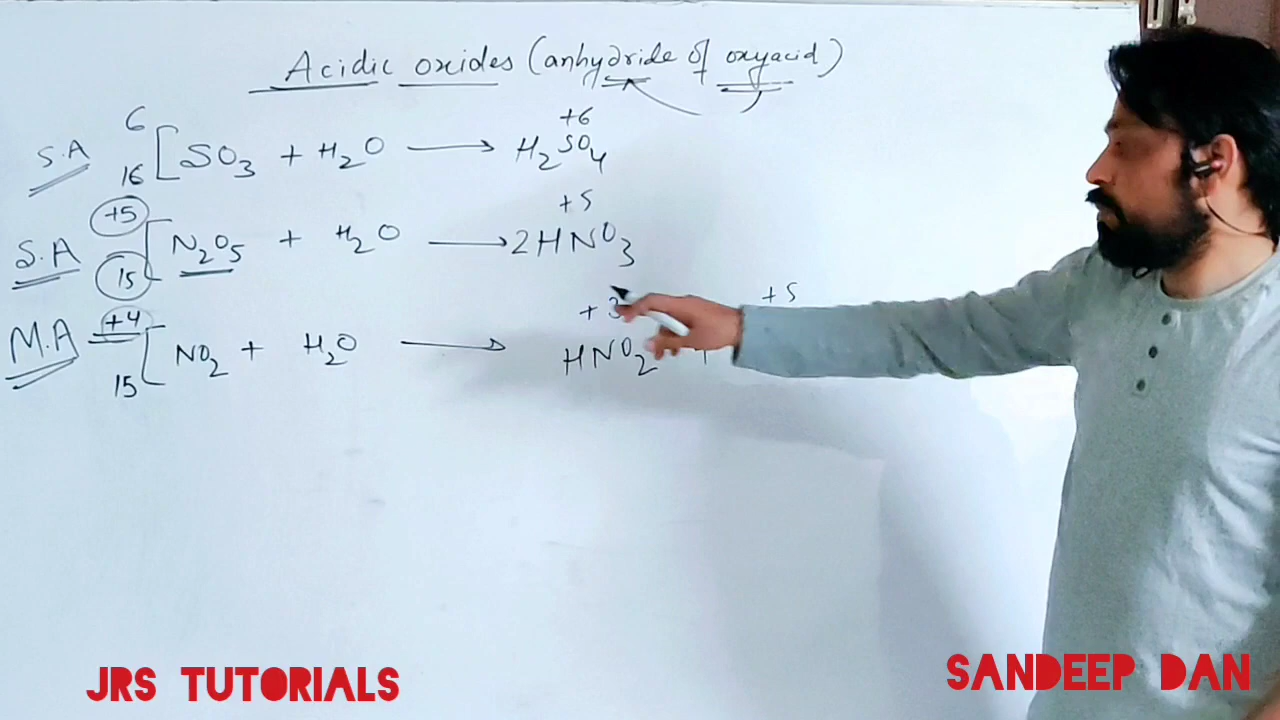 Acidic oxides (anhydride of oxyacid)
6 +6
S.A 16 [SO3 + H2O → H2SO4
+5 +5
S.A 15 [N2O5 + H2O → 2HNO3
+4 +3 +5
M.A 15 [NO2 + H2O → HNO2 +
JRS TUTORIALS
SANDEEP DAN